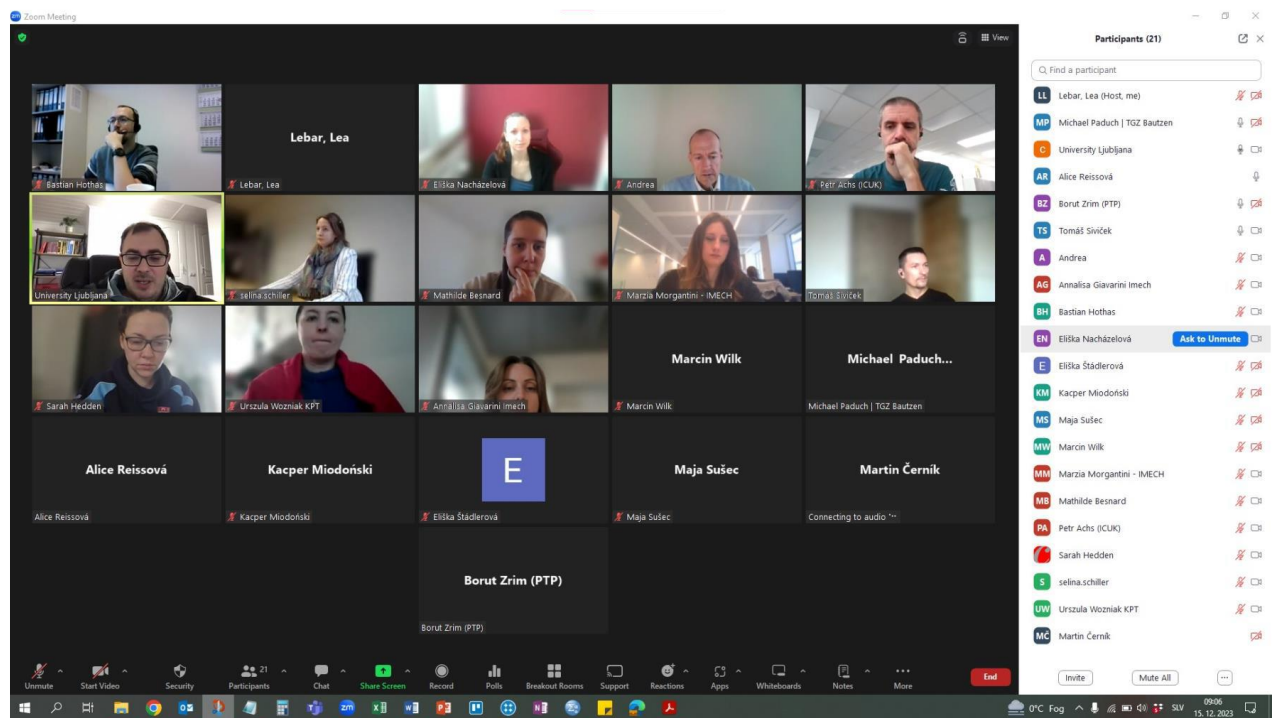 Zoom Meeting
View
Bastian Hothas
Lebar, Lea
Lebar, Lea
Eliška Nacházelová
Andrea
Petr Achs (ICUK)
University Ljubljana
selina.schiller
Mathilde Besnard
Marzia Morgantini - IMECH
Tomáš Siviček
Sarah Hedden
Urszula Wozniak KPT
Annalisa Giavarini Imech
Marcin Wilk
Marcin Wilk
Michael Paduch...
Michael Paduch | TGZ Bautzen
Alice Reissová
Alice Reissová
Kacper Miodoński
Kacper Miodoński
E
Eliška Štádlerová
Maja Sušec
Maja Sušec
Martin Černík
Connecting to audio ...
Borut Zrim (PTP)
Borut Zrim (PTP)
Unmute
Start Video
Security
21
Participants
Chat
Share Screen
Record
Polls
Breakout Rooms
Support
Reactions
Apps
Whiteboards
Notes
More
End
Participants (21)
Find a participant
LL Lebar, Lea (Host, me)
MP Michael Paduch | TGZ Bautzen
C University Ljubljana
AR Alice Reissová
BZ Borut Zrim (PTP)
TS Tomáš Siviček
A Andrea
AG Annalisa Giavarini Imech
BH Bastian Hothas
EN Eliška Nacházelová Ask to Unmute
E Eliška Štádlerová
KM Kacper Miodoński
MS Maja Sušec
MW Marcin Wilk
MM Marzia Morgantini - IMECH
MB Mathilde Besnard
PA Petr Achs (ICUK)
Sarah Hedden
S selina.schiller
UW Urszula Wozniak KPT
MČ Martin Černík
Invite
Mute All
0°C Fog
SLV
09:06
15. 12. 2023